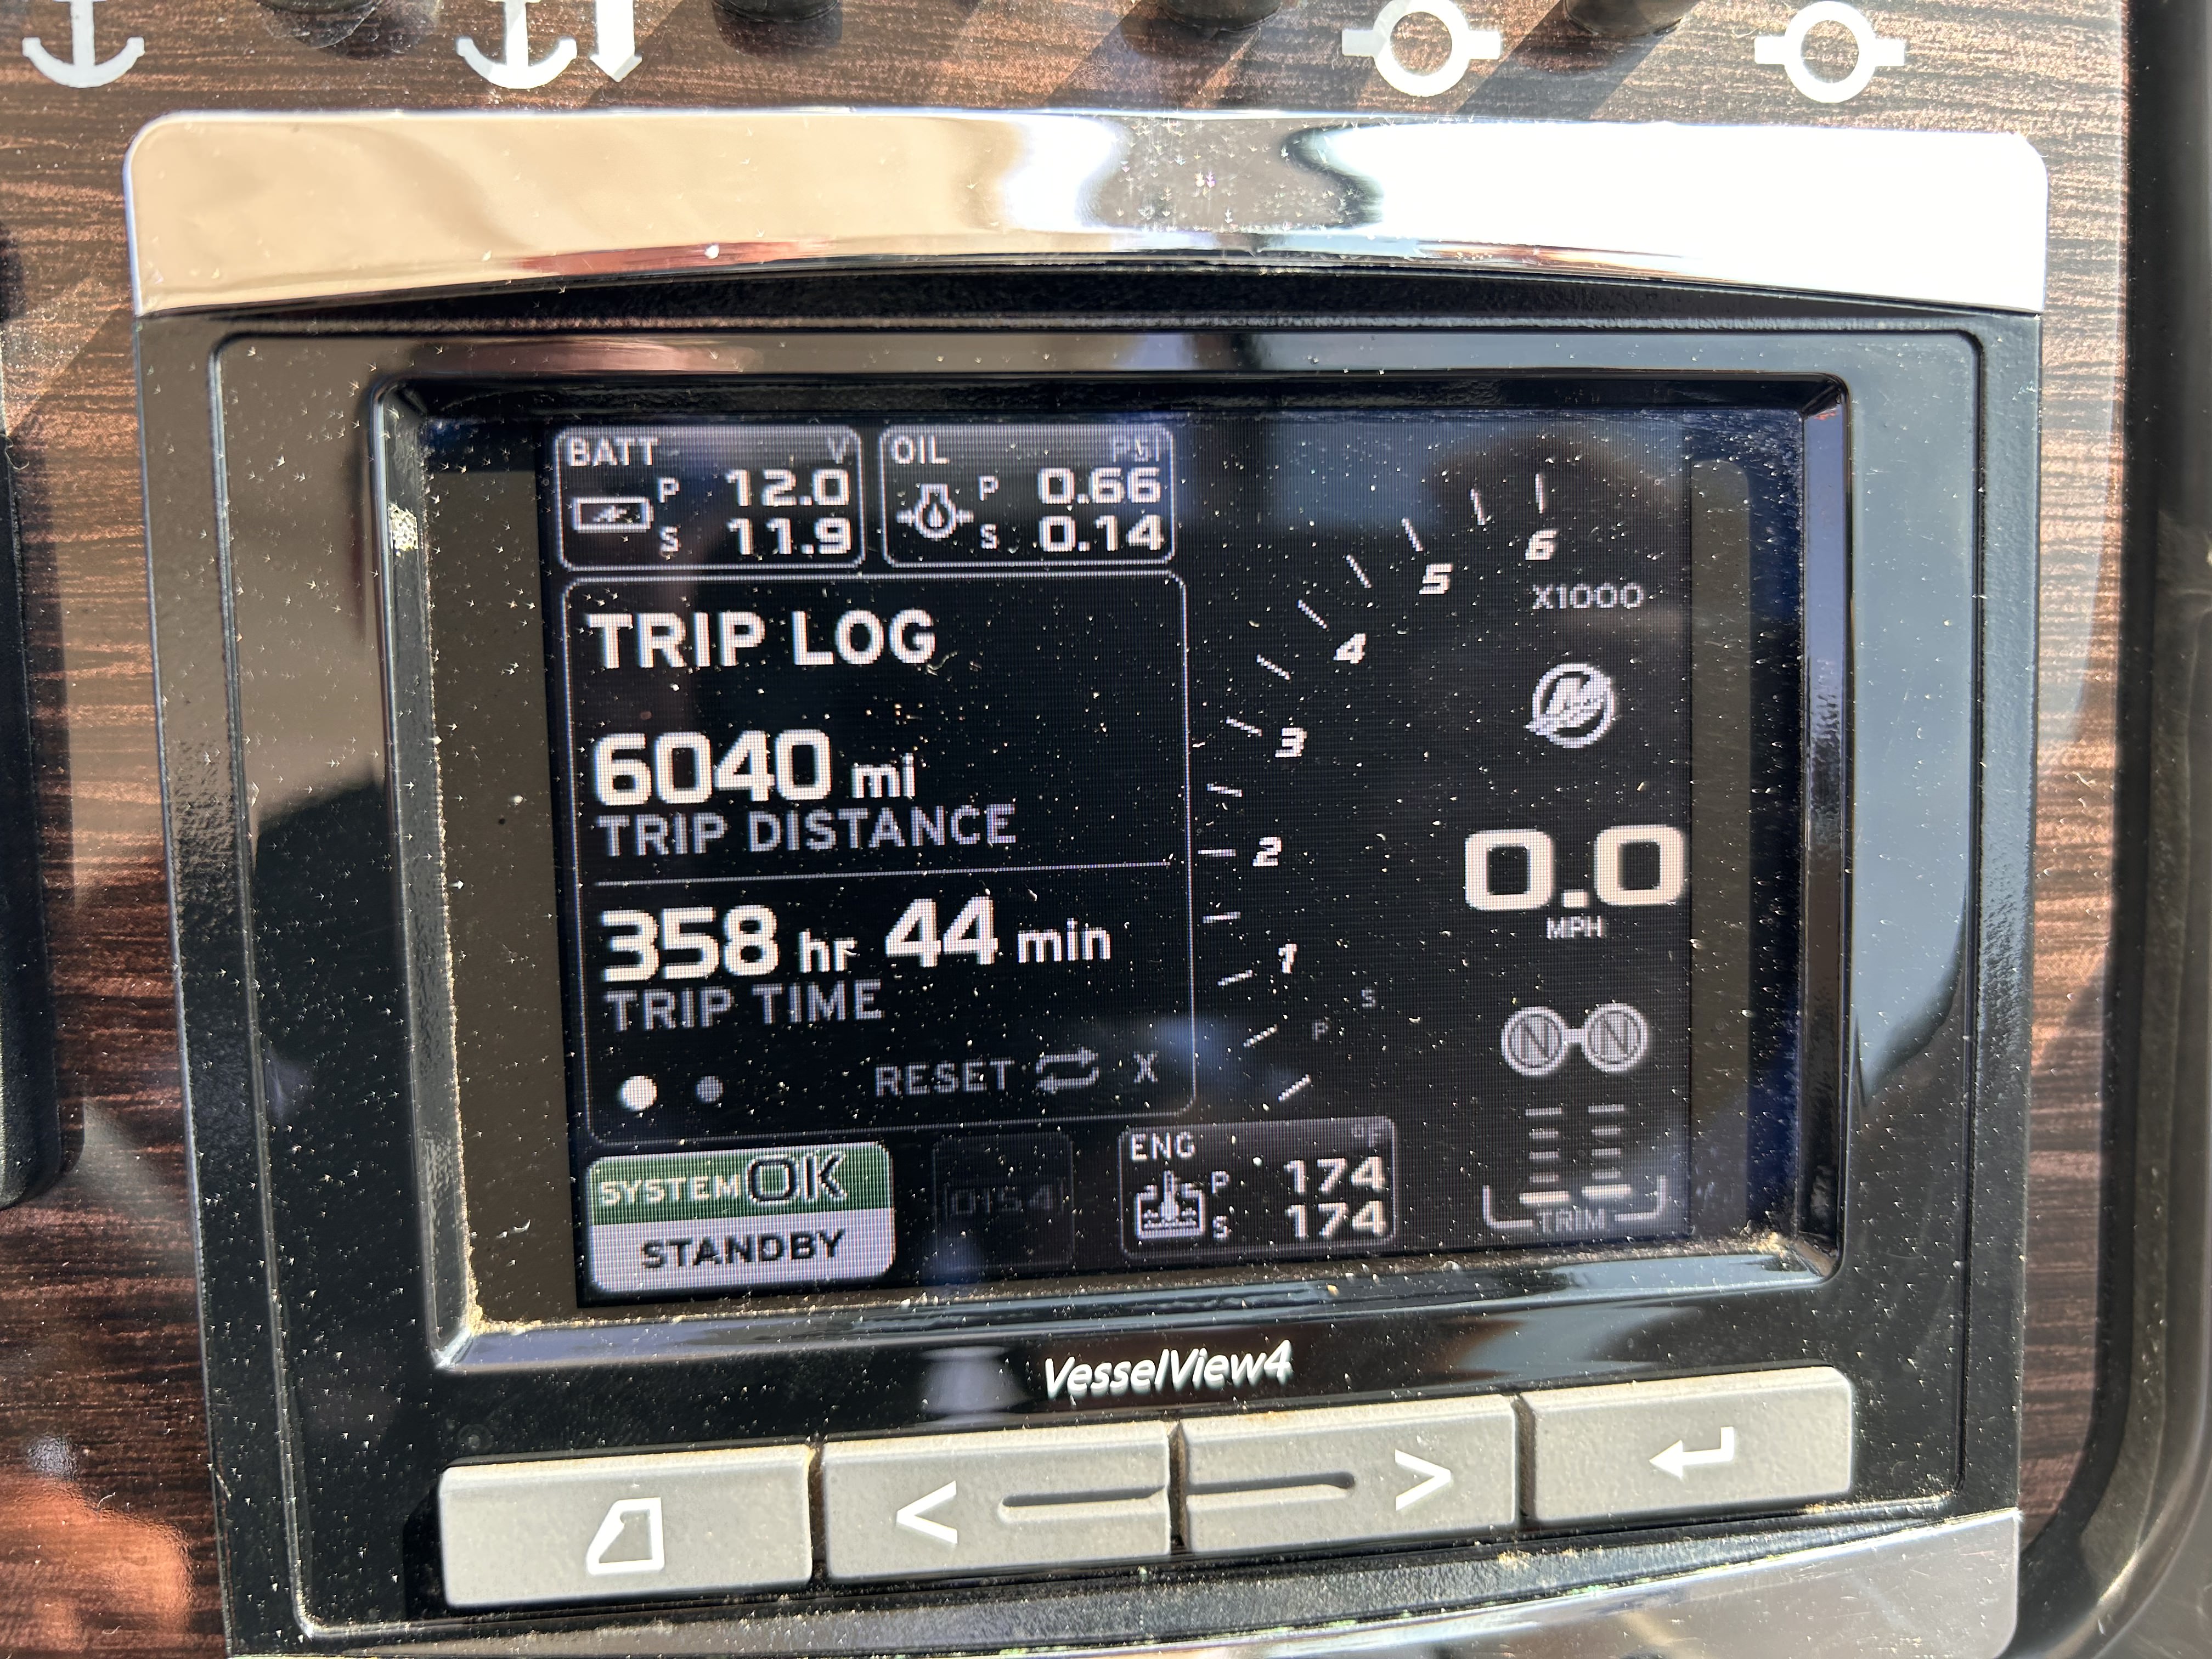 BATT V
P 12.0
S 11.9
OIL PSI
P 0.66
S 0.14
TRIP LOG
6040 mi
TRIP DISTANCE
358 hr 44 min
TRIP TIME
RESET X
SYSTEM OK
STANDBY
ENG °F
P 174
S 174
6
5
4
3
2
1
X1000
S
P
0.0
MPH
N N
TRIM
VesselView4
< >